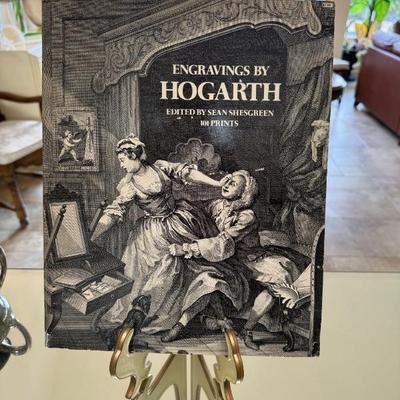 ENGRAVINGS BY
HOGARTH
EDITED BY SEAN SHESGREEN
101 PRINTS